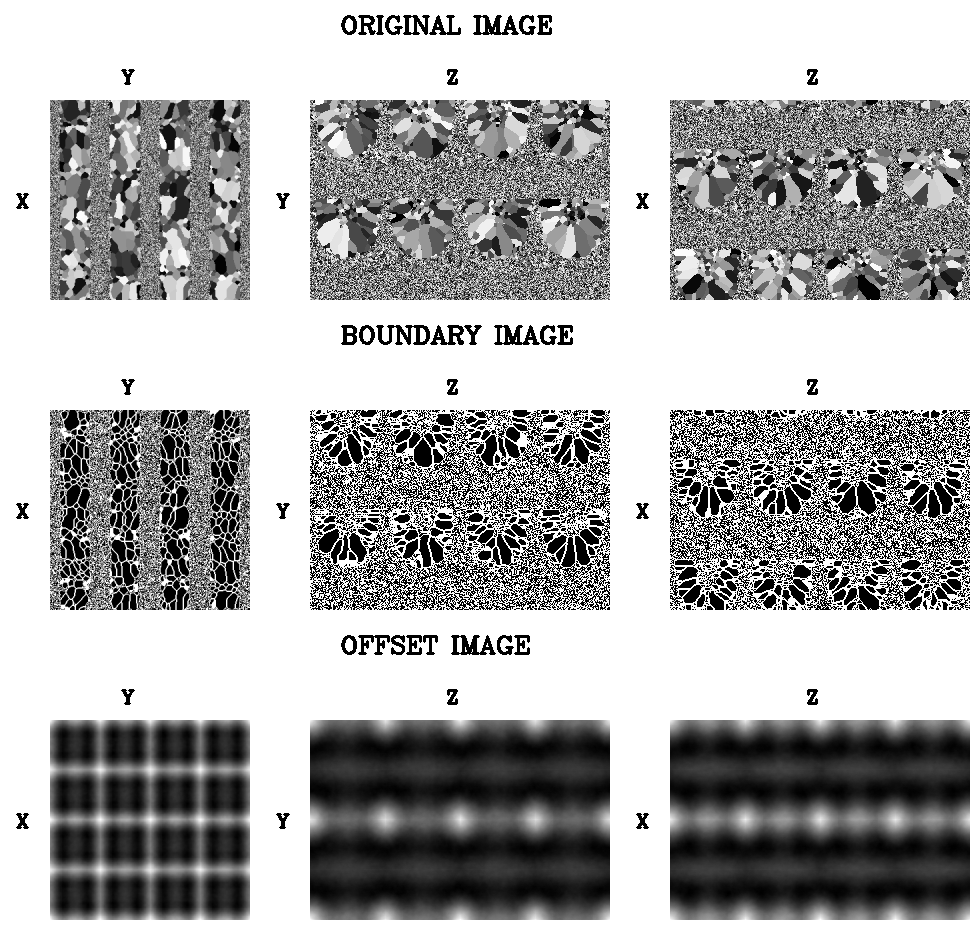 ORIGINAL IMAGE
Y Z Z
X Y X
BOUNDARY IMAGE
Y Z Z
X Y X
OFFSET IMAGE
Y Z Z
X Y X